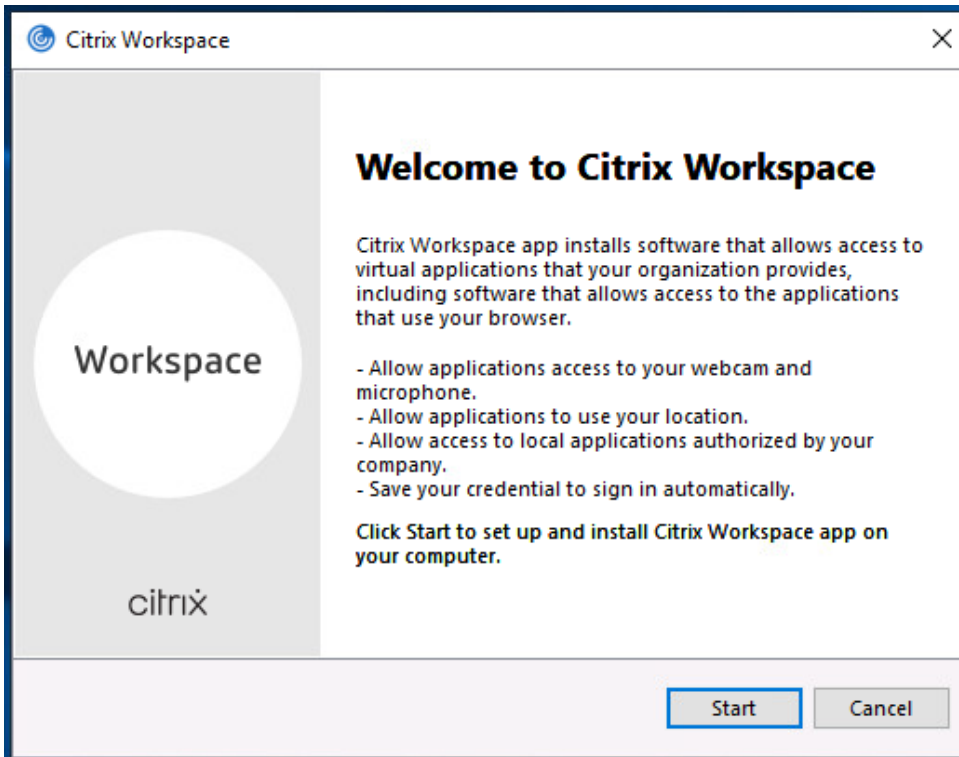 Citrix Workspace
Welcome to Citrix Workspace
Citrix Workspace app installs software that allows access to
virtual applications that your organization provides,
including software that allows access to the applications
that use your browser.
Workspace
- Allow applications access to your webcam and
microphone.
- Allow applications to use your location.
- Allow access to local applications authorized by your
company.
- Save your credential to sign in automatically.
Click Start to set up and install Citrix Workspace app on
your computer.
citrix
Start
Cancel